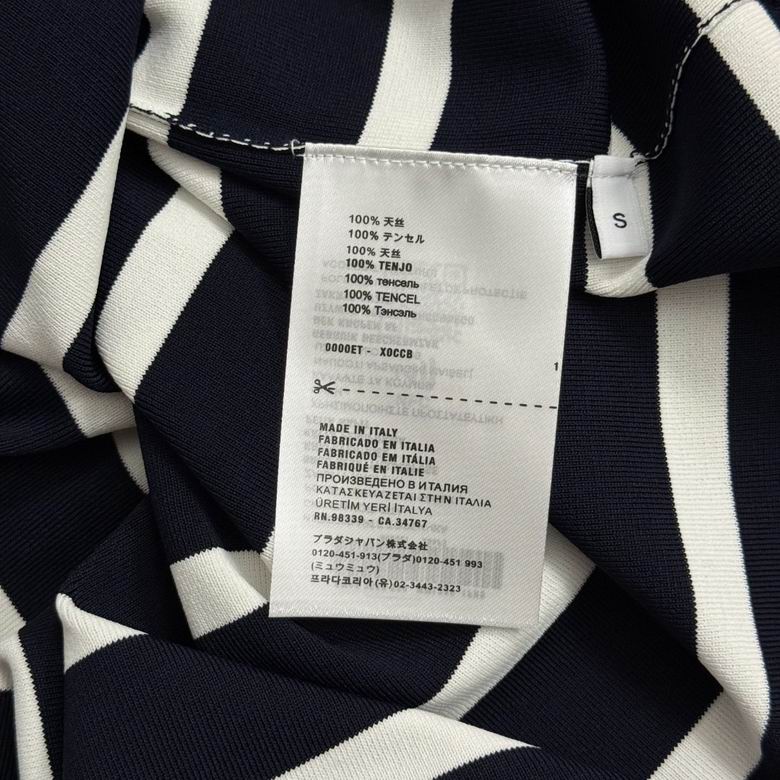 100% 天丝
100% テンセル
100% 天丝
100% TENJO
100% тенсель
100% TENCEL
100% Тэнсэль
0000ET - X0CCB
1
MADE IN ITALY
FABRICADO EN ITALIA
FABRICADO EM ITÁLIA
FABRIQUÉ EN ITALIE
ПРОИЗВЕДЕНО В ИТАЛИЯ
ΚΑΤΑΣΚΕΥΑΖΕΤΑΙ ΣΤΗΝ ΙΤΑΛΙΑ
ÜRETİM YERİ İTALYA
RN.98339 - CA.34767
プラダジャパン株式会社
0120-451-913(プラダ)0120-451 993
(ミュウミュウ)
프라다코리아(유)02-3443-2323
S